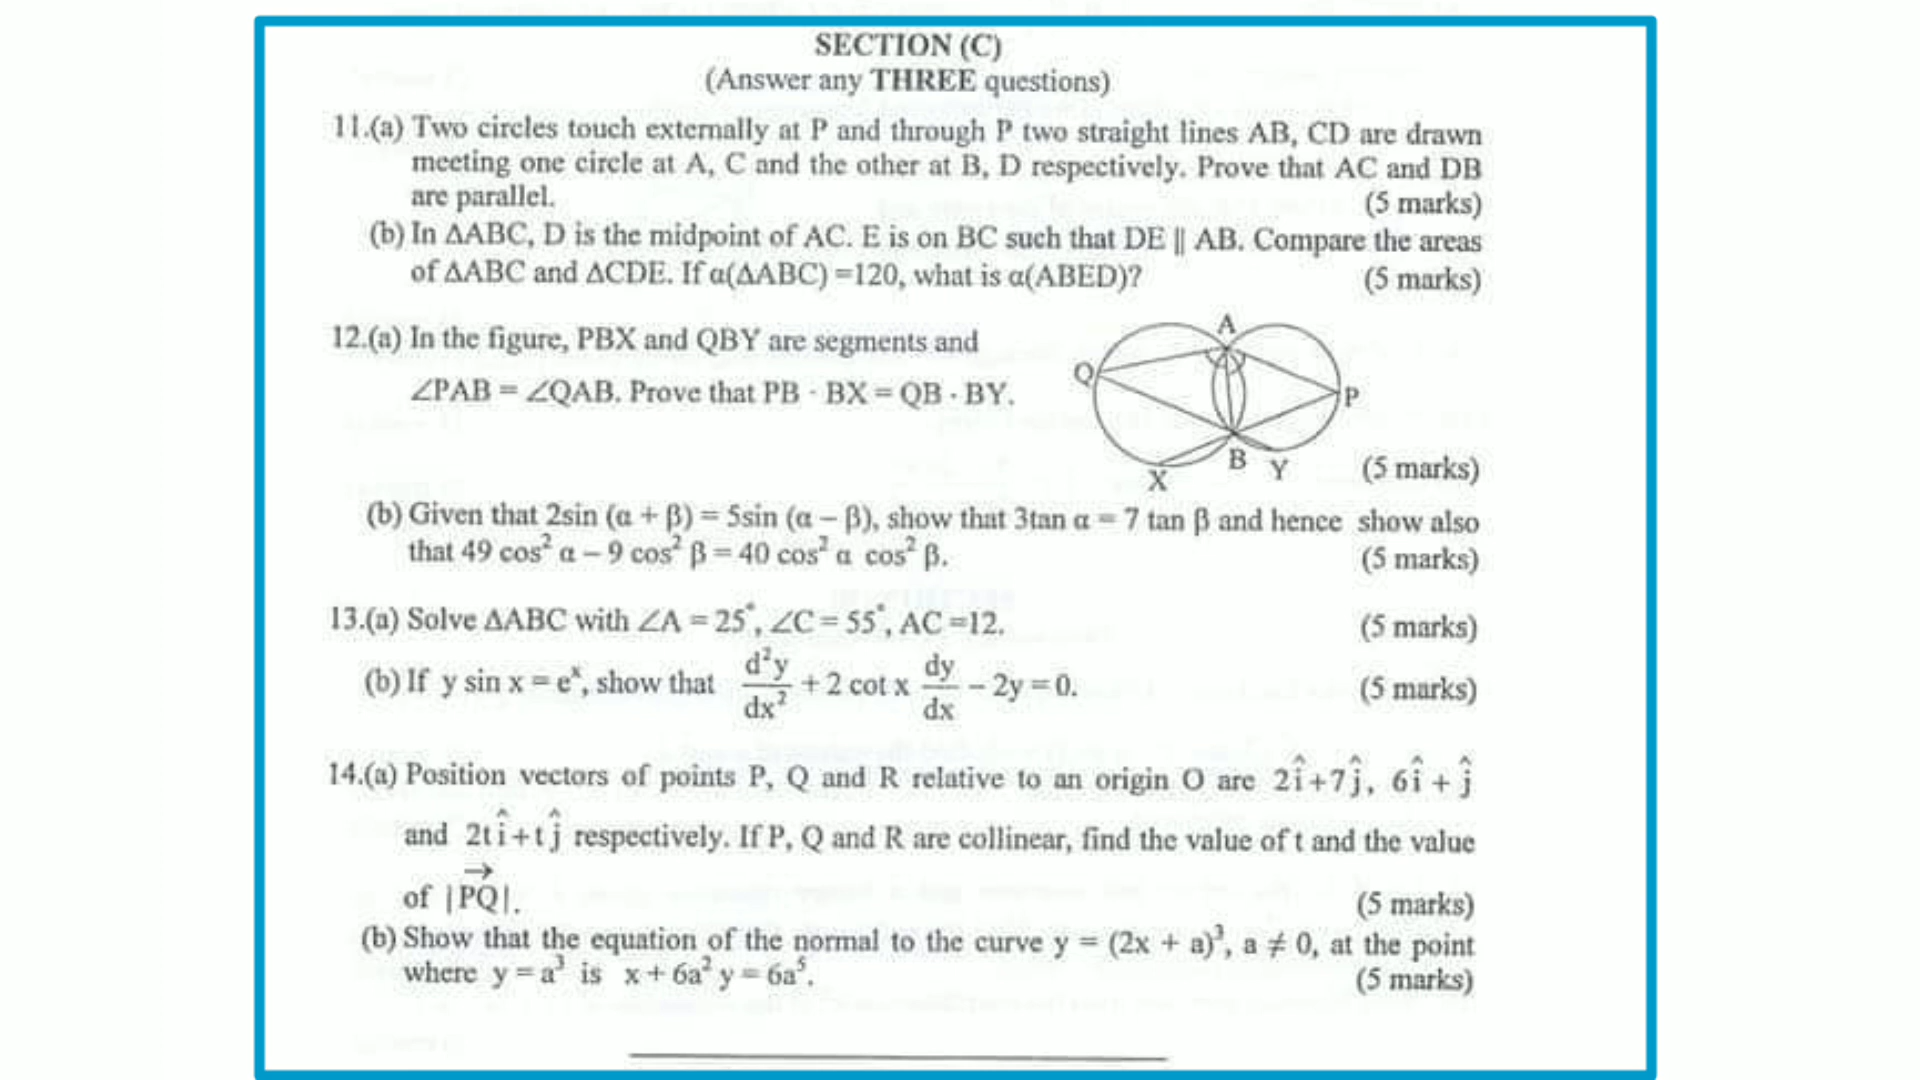 SECTION (C)
(Answer any THREE questions)
11.(a) Two circles touch externally at P and through P two straight lines AB, CD are drawn
meeting one circle at A, C and the other at B, D respectively. Prove that AC and DB
are parallel. (5 marks)
(b) In ΔABC, D is the midpoint of AC. E is on BC such that DE || AB. Compare the areas
of ΔABC and ΔCDE. If α(ΔABC) =120, what is α(ABED)? (5 marks)
12.(a) In the figure, PBX and QBY are segments and
∠PAB = ∠QAB. Prove that PB · BX = QB · BY.
A
Q
P
B
Y
X
(5 marks)
(b) Given that 2sin (α + β) = 5sin (α – β), show that 3tan α = 7 tan β and hence show also
that 49 cos² α – 9 cos² β = 40 cos² α cos² β. (5 marks)
13.(a) Solve ΔABC with ∠A = 25°, ∠C = 55°, AC =12. (5 marks)
(b) If y sin x = eˣ, show that d²y/dx² + 2 cot x dy/dx – 2y = 0. (5 marks)
14.(a) Position vectors of points P, Q and R relative to an origin O are 2î+7ĵ, 6î + ĵ
and 2tî+tĵ respectively. If P, Q and R are collinear, find the value of t and the value
of |PQ→|. (5 marks)
(b) Show that the equation of the normal to the curve y = (2x + a)³, a ≠ 0, at the point
where y = a³ is x + 6a² y = 6a⁵. (5 marks)